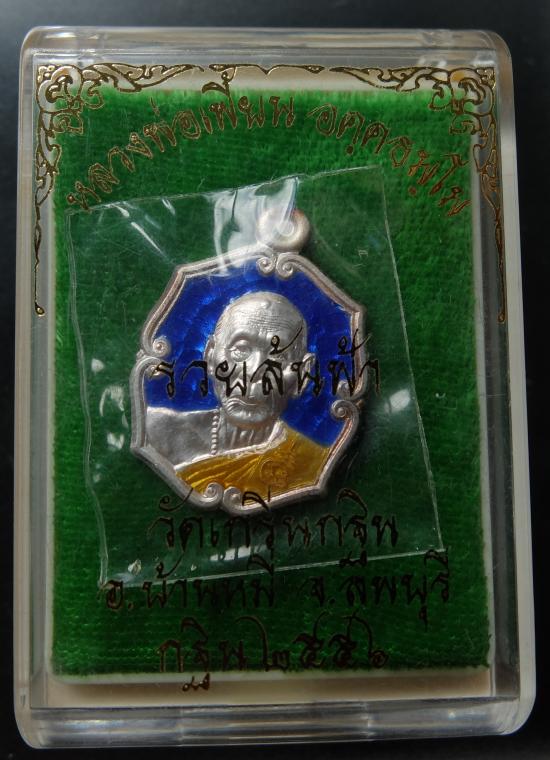 หลวงพ่อเพี้ยน อคฺคธมฺโม
รวยล้นฟ้า
วัดเกริ่นกฐิน
อ.บ้านหมี่ จ.ลพบุรี
กฐิน ๒๕๕๖